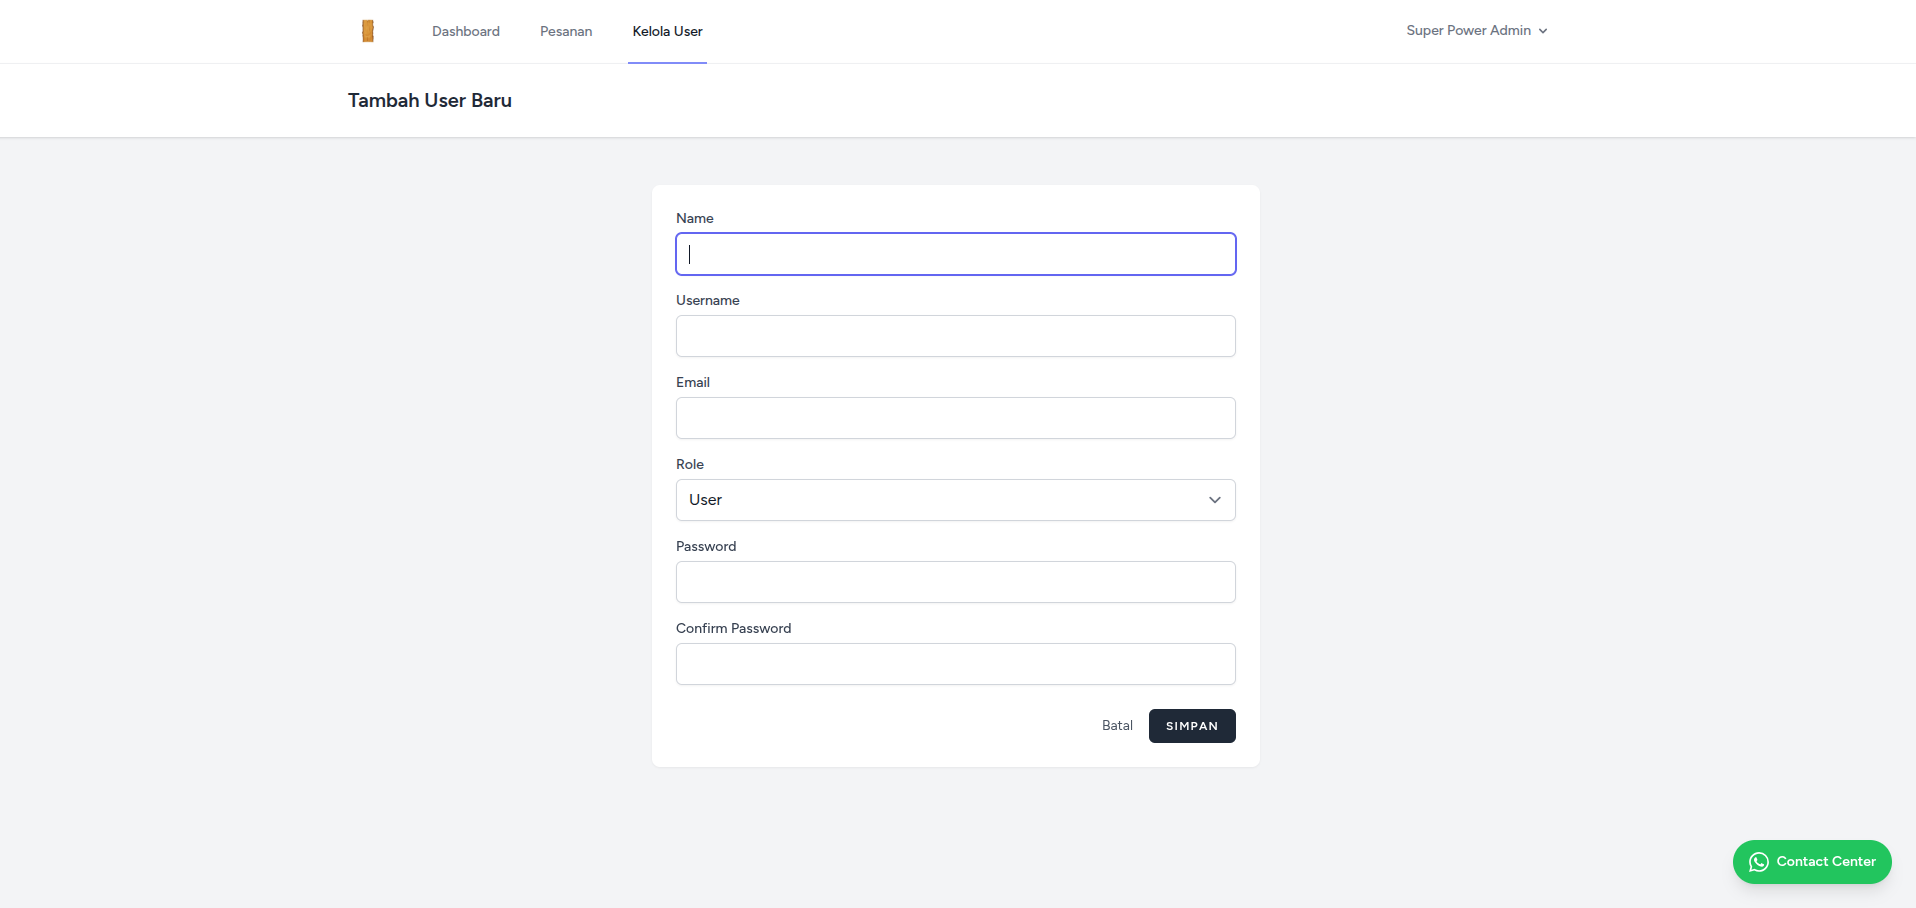 Dashboard Pesanan Kelola User Super Power Admin
Tambah User Baru
Name
Username
Email
Role
User
Password
Confirm Password
Batal SIMPAN
Contact Center